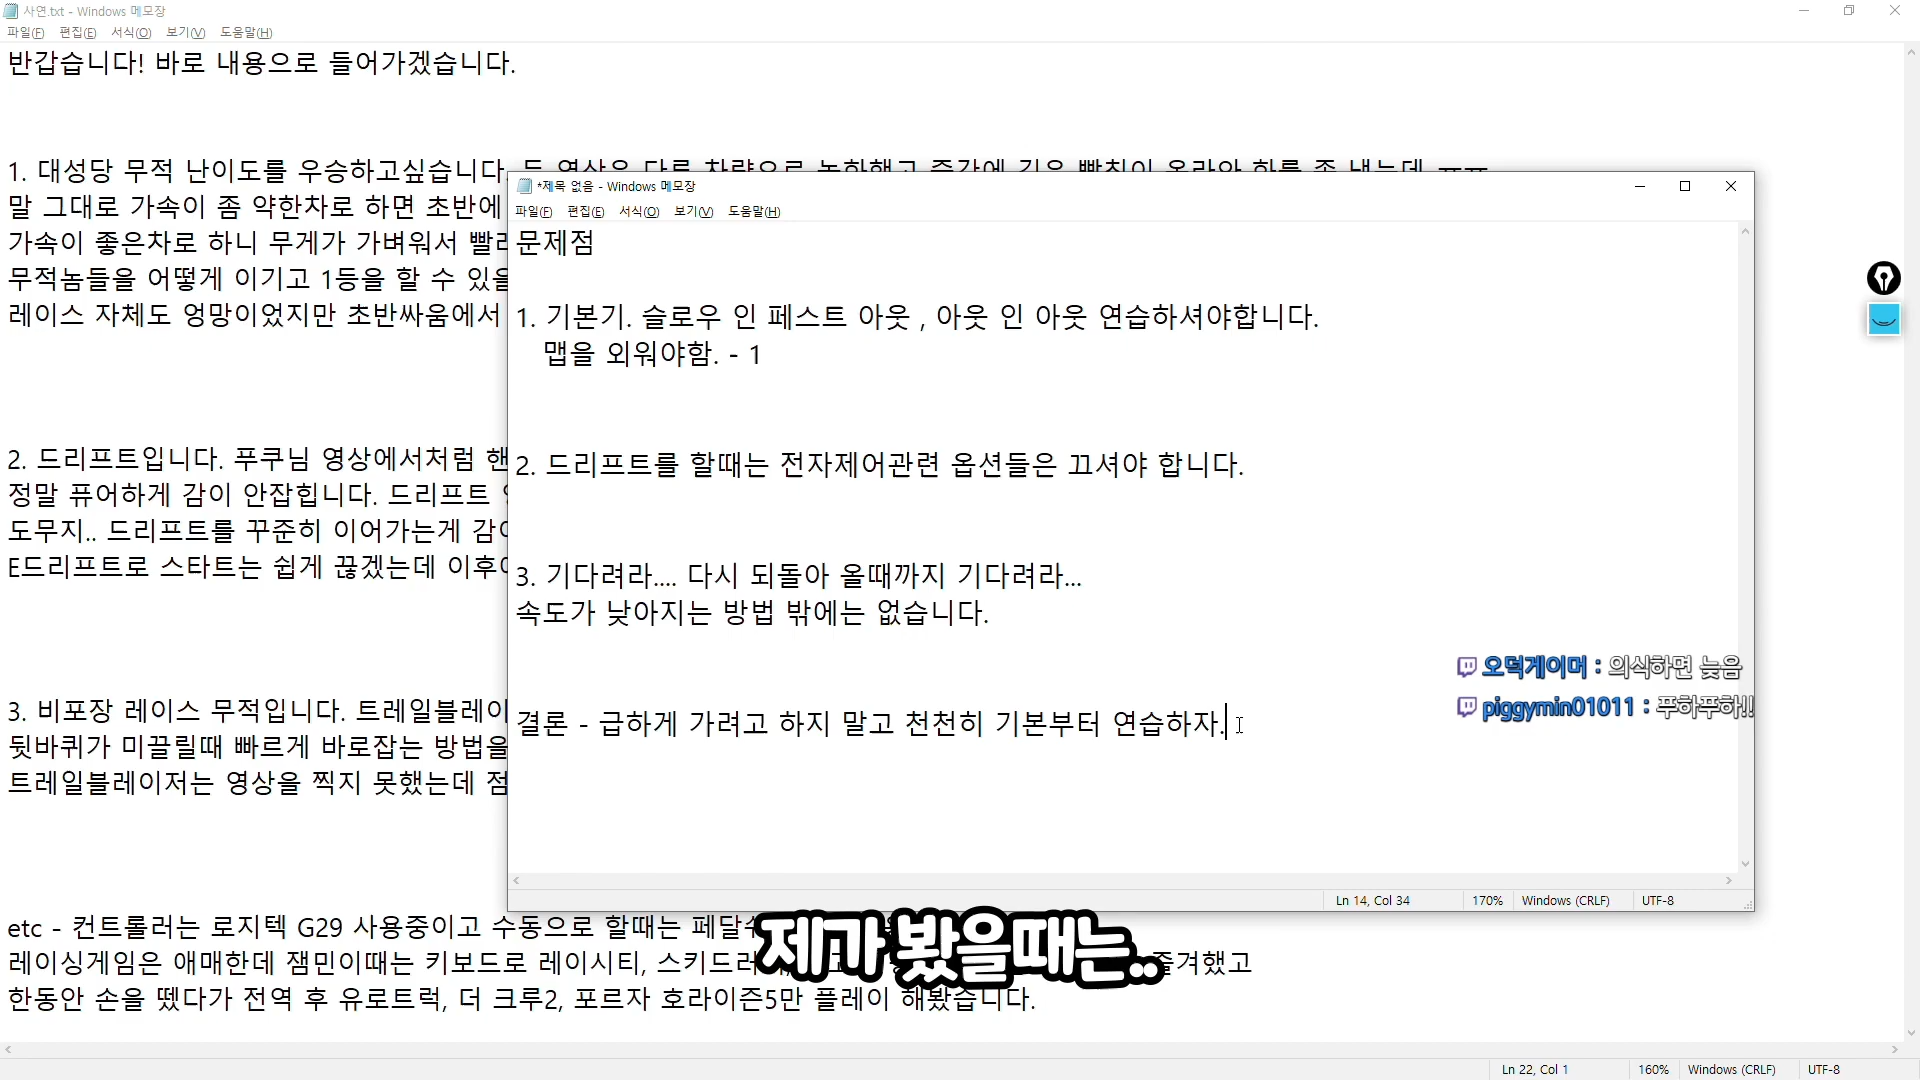 사연.txt - Windows 메모장
파일(F) 편집(E) 서식(O) 보기(V) 도움말(H)
반갑습니다! 바로 내용으로 들어가겠습니다.
1. 대성당 무적 난이도를 우승하고싶습니다.
말 그대로 가속이 좀 약한차로 하면 초반에
가속이 좋은차로 하니 무게가 가벼워서
무적놈들을 어떻게 이기고 1등을 할 수
레이스 자체도 엉망이었지만 초반싸움에서
2. 드리프트입니다. 푸쿠님 영상에서처럼 핸
정말 퓨어하게 감이 안잡힙니다. 드리프트
도무지.. 드리프트를 꾸준히 이어가는게
E드리프트로 스타트는 쉽게 끊겠는데
3. 비포장 레이스 무적입니다. 트레일블레이
뒷바퀴가 미끌릴때 빠르게 바로잡는 방법을
트레일블레이저는 영상을 찍지 못했는데 점
etc - 컨트롤러는 로지텍 G29 사용중이고 수동으로 할때는
레이싱게임은 애매한데 잼민이때는 키보드로 레이시티, 즐겨했고
한동안 손을 뗐다가 전역 후 유로트럭, 더 크루2, 포르자 호라이즌5만 플레이 해봤습니다.
Ln 22, Col 1 160% Windows (CRLF) UTF-8
*제목 없음 - Windows 메모장
파일(F) 편집(E) 서식(O) 보기(V) 도움말(H)
문제점
1. 기본기. 슬로우 인 페스트 아웃 , 아웃 인 아웃 연습하셔야합니다.
맵을 외워야함. - 1
2. 드리프트를 할때는 전자제어관련 옵션들은 끄셔야 합니다.
3. 기다려라.... 다시 되돌아 올때까지 기다려라...
속도가 낮아지는 방법 밖에는 없습니다.
결론 - 급하게 가려고 하지 말고 천천히 기본부터 연습하자.
Ln 14, Col 34 170% Windows (CRLF) UTF-8
오덕게이머 : 의식하면 늦음
piggymin01011 : 푸하푸하!!
제가 봤을때는..